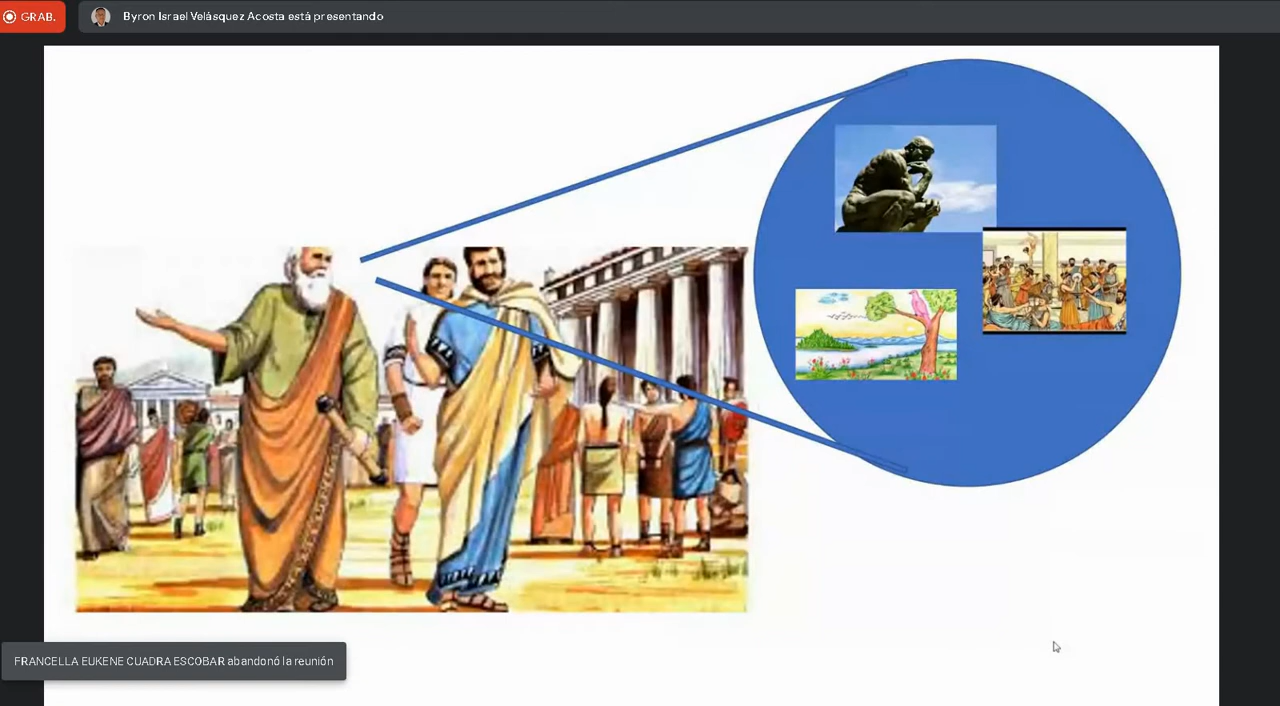 GRAB.
Byron Israel Velásquez Acosta está presentando
FRANCELLA EUKENE CUADRA ESCOBAR abandonó la reunión